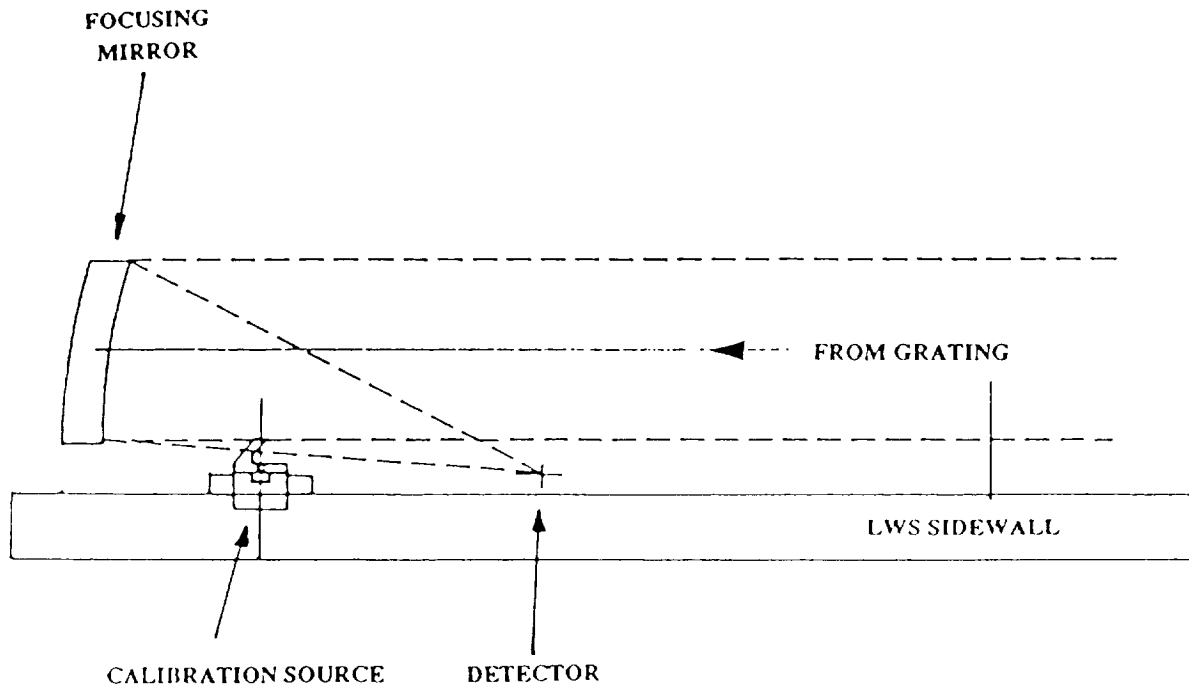 FOCUSING
MIRROR
FROM GRATING
LWS SIDEWALL
CALIBRATION SOURCE
DETECTOR